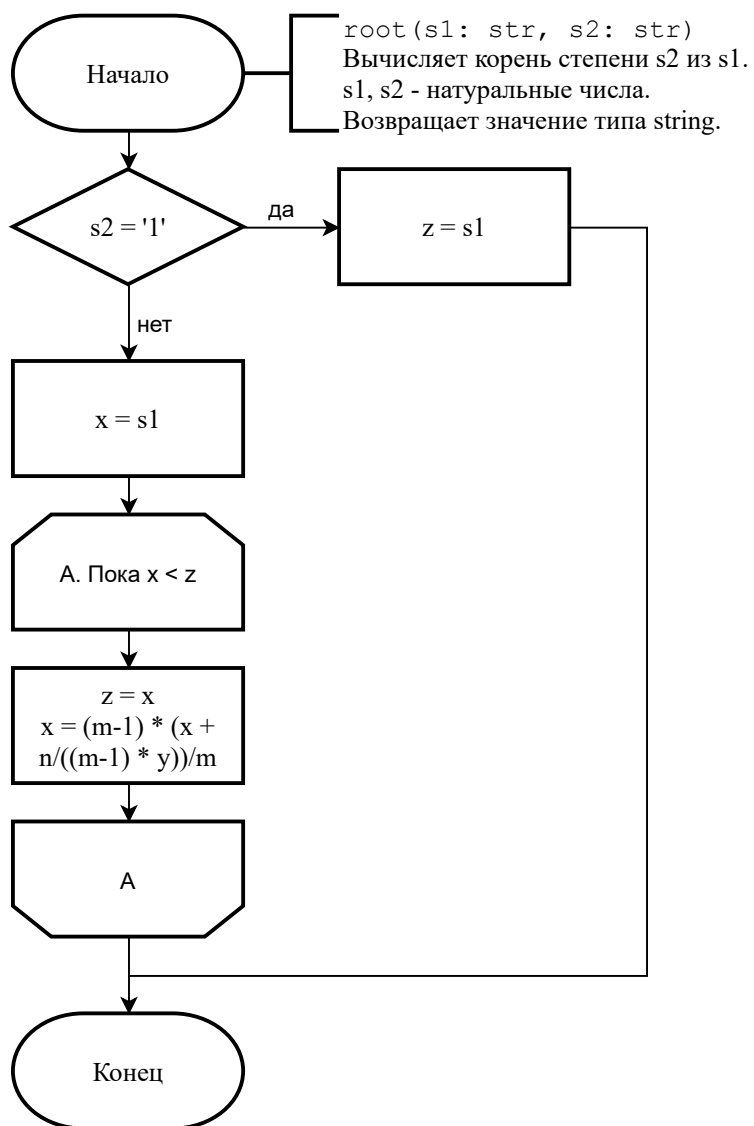 Начало
root(s1: str, s2: str)
Вычисляет корень степени s2 из s1.
s1, s2 - натуральные числа.
Возвращает значение типа string.
s2 = '1'
да
z = s1
нет
x = s1
А. Пока x < z
z = x
x = (m-1) * (x +
n/((m-1) * y))/m
А
Конец